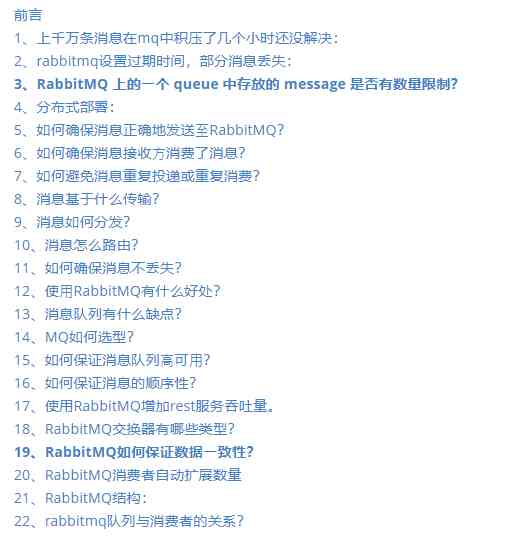 前言
1、上千万条消息在mq中积压了几个小时还没解决：
2、rabbitmq设置过期时间，部分消息丢失：
3、RabbitMQ 上的一个 queue 中存放的 message 是否有数量限制？
4、分布式部署：
5、如何确保消息正确地发送至RabbitMQ？
6、如何确保消息接收方消费了消息？
7、如何避免消息重复投递或重复消费？
8、消息基于什么传输？
9、消息如何分发？
10、消息怎么路由？
11、如何确保消息不丢失？
12、使用RabbitMQ有什么好处？
13、消息队列有什么缺点？
14、MQ如何选型？
15、如何保证消息队列高可用？
16、如何保证消息的顺序性？
17、使用RabbitMQ增加rest服务吞吐量。
18、RabbitMQ交换器有哪些类型？
19、RabbitMQ如何保证数据一致性？
20、RabbitMQ消费者自动扩展数量
21、RabbitMQ结构：
22、rabbitmq队列与消费者的关系？